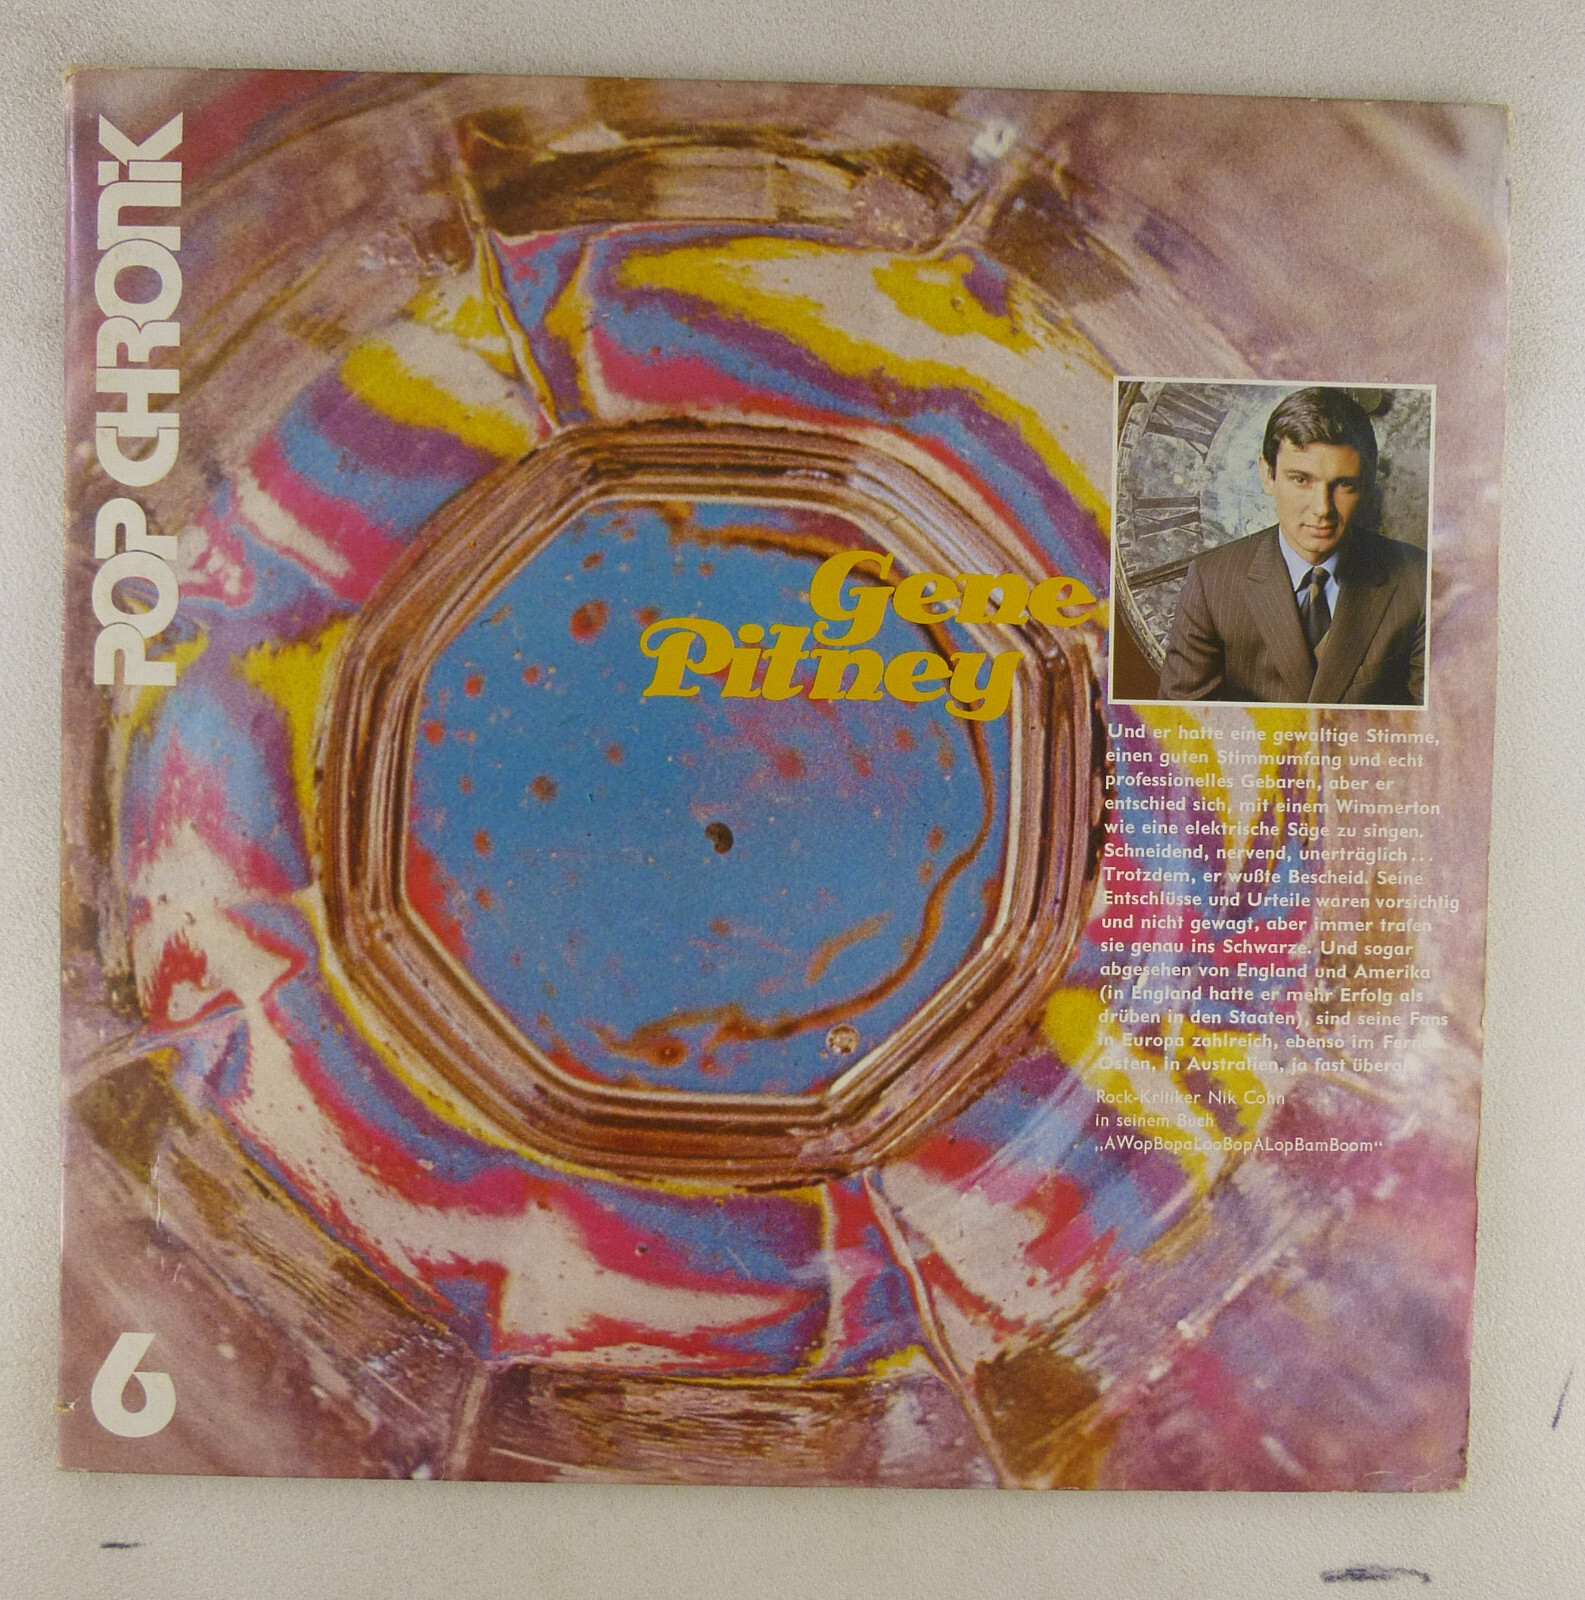 POP CHRONIK
6
Gene
Pitney
Und er hatte eine gewaltige Stimme,
einen guten Stimmumfang und echt
professionelles Gebaren, aber er
entschied sich, mit einem Wimmerton
wie eine elektrische Säge zu singen.
Schneidend, nervend, unerträglich...
Trotzdem, er wußte Bescheid. Seine
Entschlüsse und Urteile waren vorsichtig
und nicht gewagt, aber immer trafen
sie genau ins Schwarze. Und sogar
abgesehen von England und Amerika
(in England hatte er mehr Erfolg als
drüben in den Staaten), sind seine Fans
in Europa zahlreich, ebenso im Fernen
Osten, in Australien, ja fast überall
Rock-Kritiker Nik Cohn
in seinem Buch
„AWopBopaLooBopALopBamBoom“